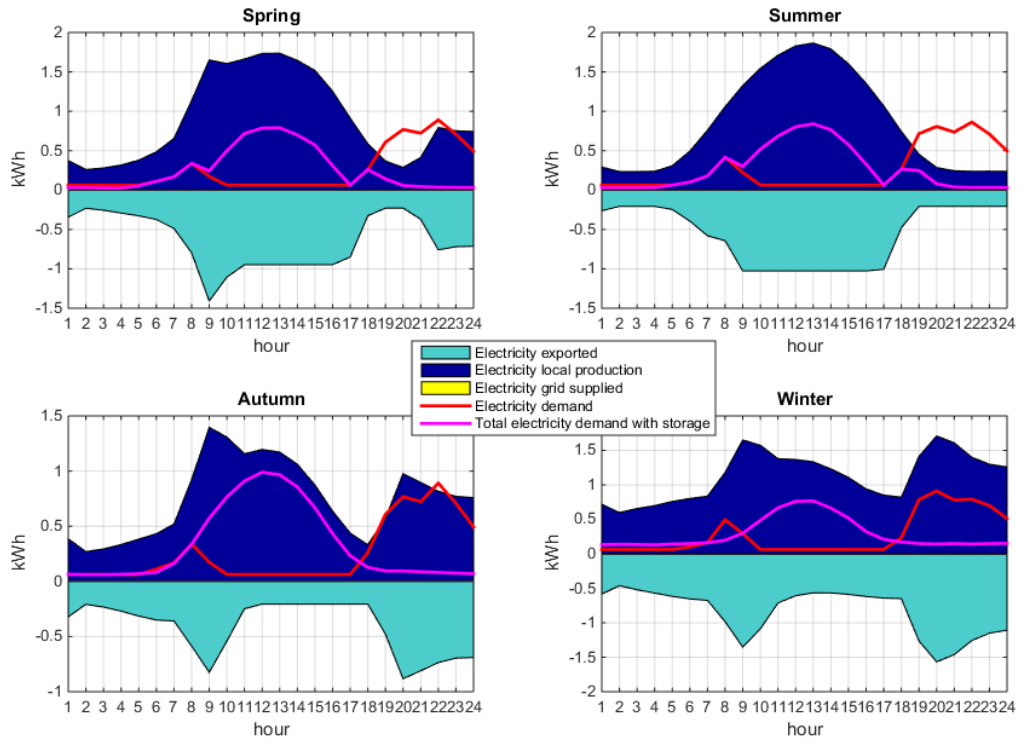 Spring
Summer
2
1.5
1
0.5
0
-0.5
-1
-1.5
kWh
1 2 3 4 5 6 7 8 9 10 11 12 13 14 15 16 17 18 19 20 21 22 23 24
hour
2
1.5
1
0.5
0
-0.5
-1
-1.5
kWh
1 2 3 4 5 6 7 8 9 10 11 12 13 14 15 16 17 18 19 20 21 22 23 24
hour
Electricity exported
Electricity local production
Electricity grid supplied
Electricity demand
Total electricity demand with storage
Autumn
Winter
1.5
1
0.5
0
-0.5
-1
kWh
1 2 3 4 5 6 7 8 9 10 11 12 13 14 15 16 17 18 19 20 21 22 23 24
hour
2
1.5
1
0.5
0
-0.5
-1
-1.5
-2
kWh
1 2 3 4 5 6 7 8 9 10 11 12 13 14 15 16 17 18 19 20 21 22 23 24
hour